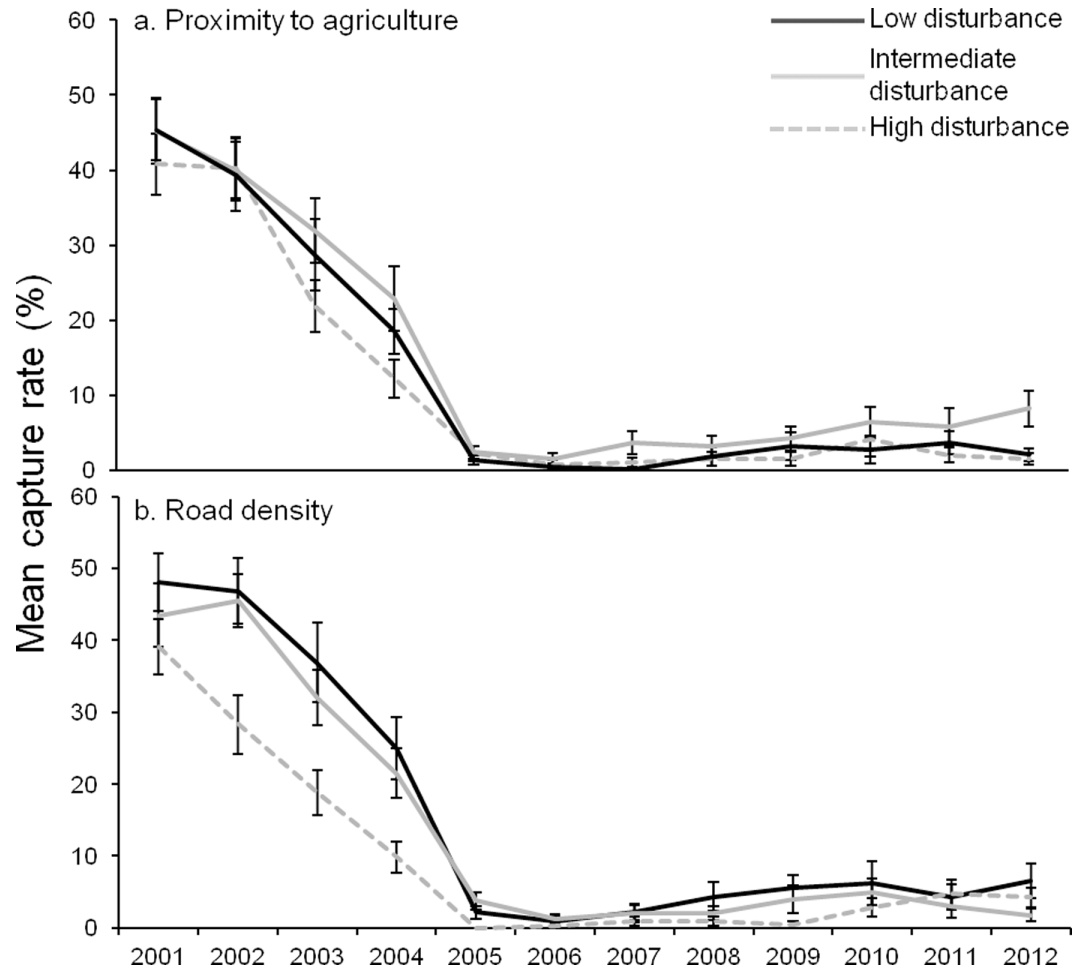 a. Proximity to agriculture
Low disturbance
Intermediate
disturbance
High disturbance
60
50
40
30
20
10
0
Mean capture rate (%)
b. Road density
60
50
40
30
20
10
0
2001 2002 2003 2004 2005 2006 2007 2008 2009 2010 2011 2012